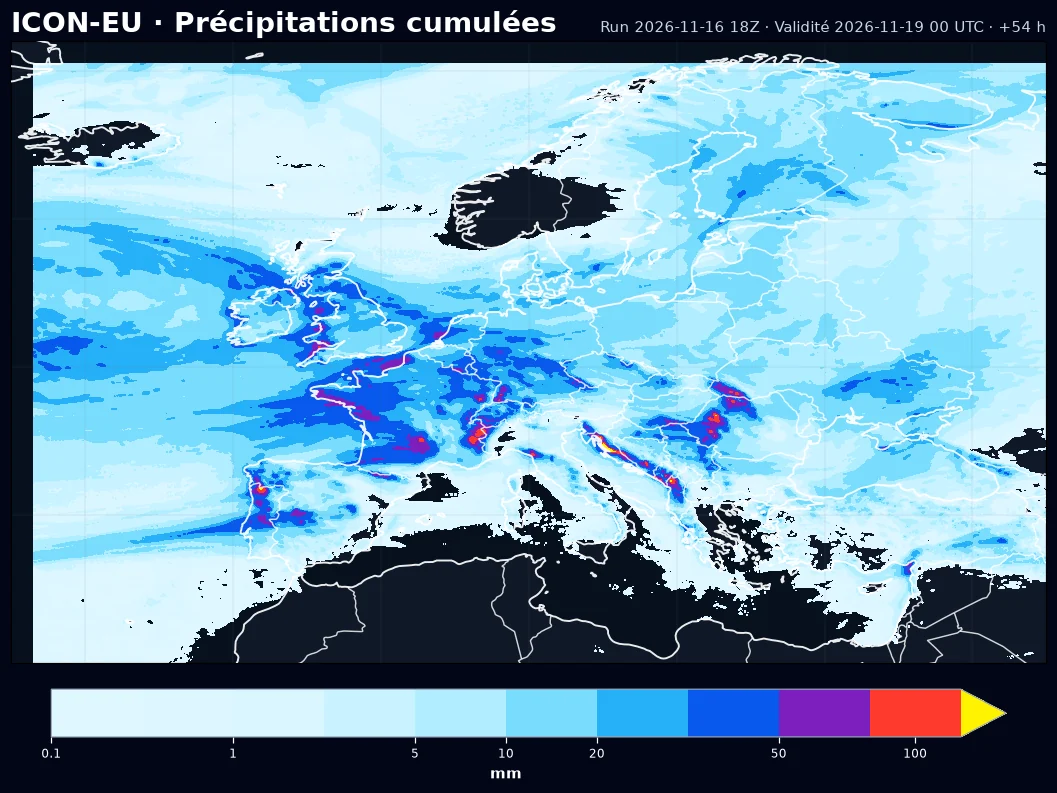 ICON-EU · Précipitations cumulées
Run 2026-11-16 18Z · Validité 2026-11-19 00 UTC · +54 h
0.1 1 5 10 20 50 100
mm